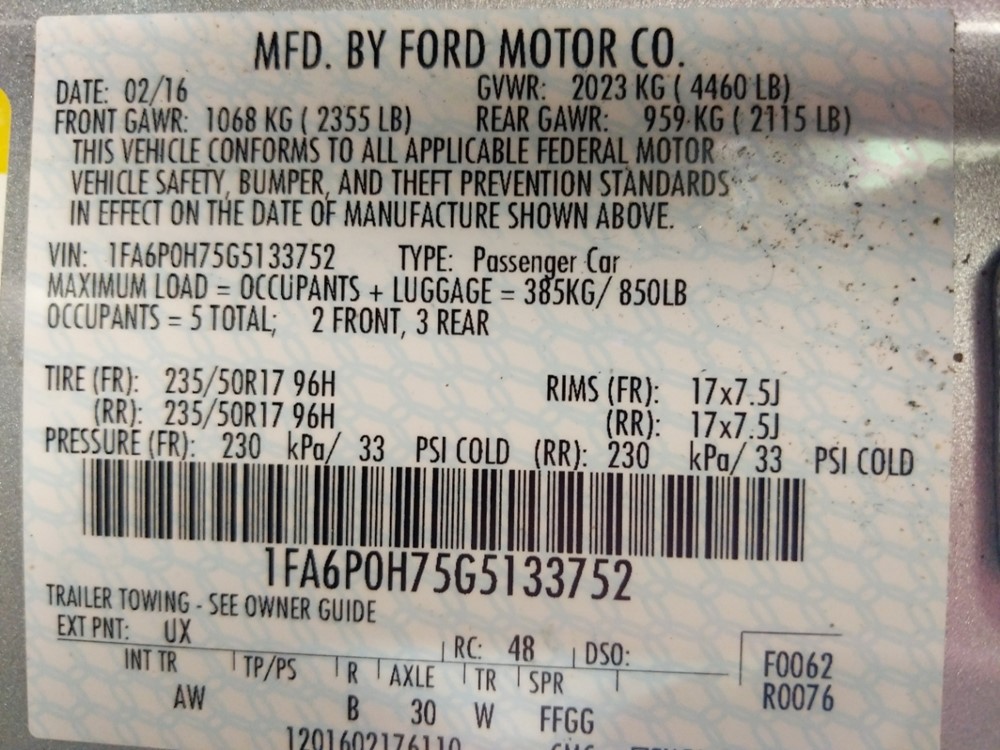 MFD. BY FORD MOTOR CO.
DATE: 02/16 GVWR: 2023 KG ( 4460 LB)
FRONT GAWR: 1068 KG ( 2355 LB) REAR GAWR: 959 KG ( 2115 LB)
THIS VEHICLE CONFORMS TO ALL APPLICABLE FEDERAL MOTOR
VEHICLE SAFETY, BUMPER, AND THEFT PREVENTION STANDARDS
IN EFFECT ON THE DATE OF MANUFACTURE SHOWN ABOVE.
VIN: 1FA6P0H75G5133752 TYPE: Passenger Car
MAXIMUM LOAD = OCCUPANTS + LUGGAGE = 385KG/ 850LB
OCCUPANTS = 5 TOTAL; 2 FRONT, 3 REAR
TIRE (FR): 235/50R17 96H RIMS (FR): 17x7.5J
(RR): 235/50R17 96H (RR): 17x7.5J
PRESSURE (FR): 230 kPa/ 33 PSI COLD (RR): 230 kPa/ 33 PSI COLD
1FA6P0H75G5133752
TRAILER TOWING - SEE OWNER GUIDE
EXT PNT: UX RC: 48 DSO:
INT TR TP/PS R AXLE TR SPR F0062
AW B 30 W FFGG R0076
1201602176110